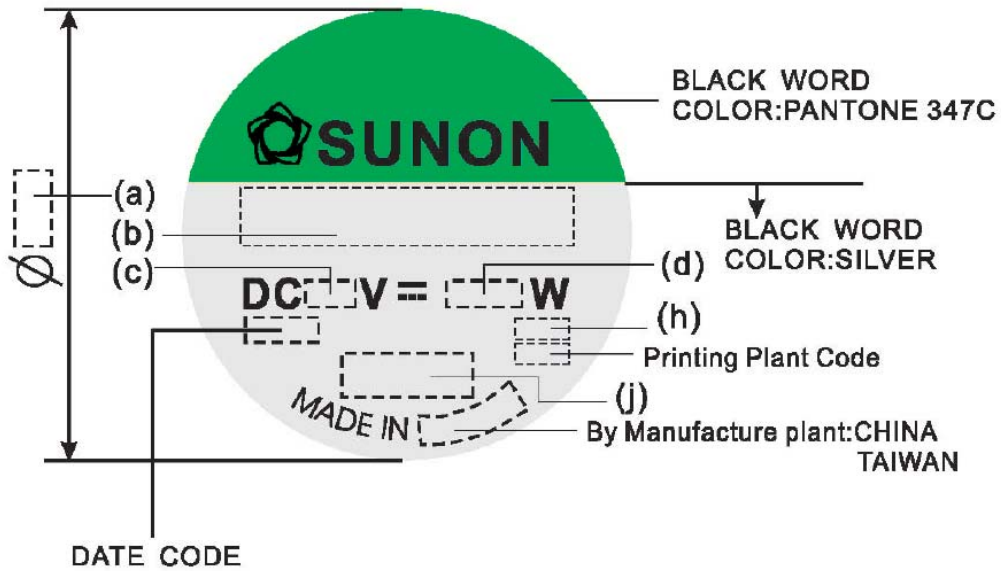 BLACK WORD
COLOR:PANTONE 347C
SUNON
(a)
(b)
(c)
Ø
BLACK WORD
COLOR:SILVER
DC V W
(d)
(h)
Printing Plant Code
(j)
MADE IN
By Manufacture plant:CHINA
TAIWAN
DATE CODE